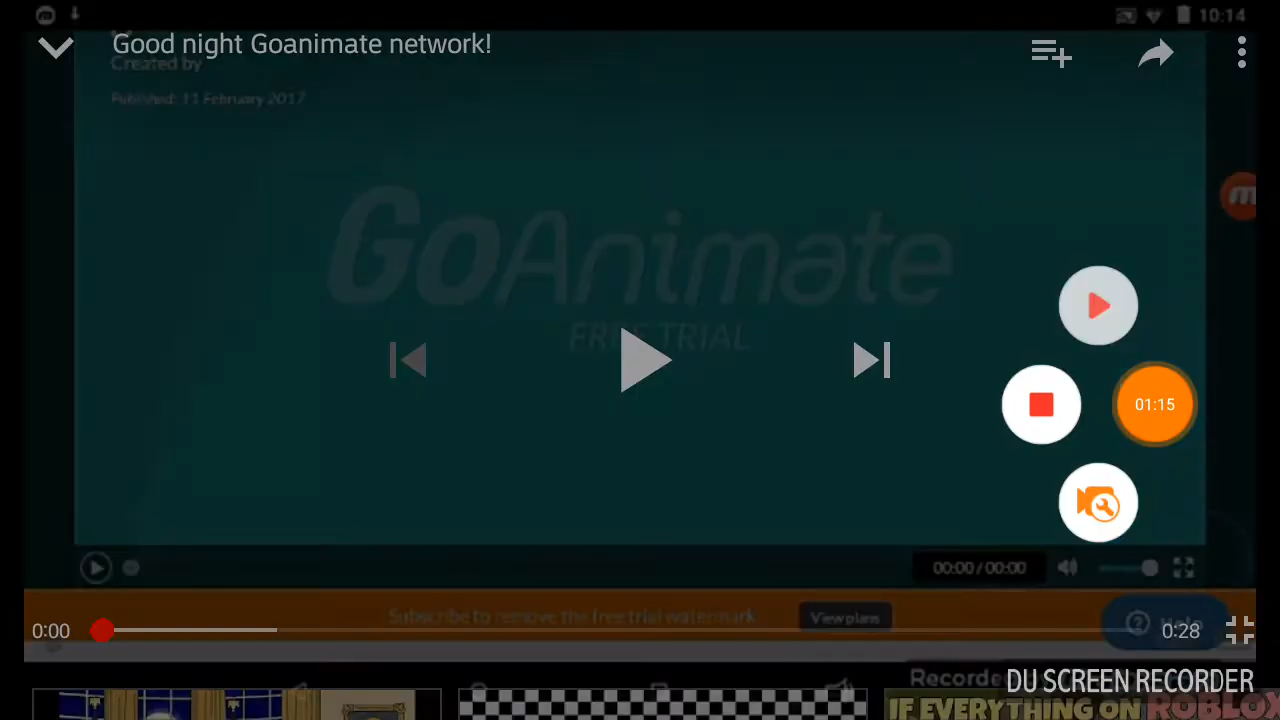 10:14
Good night Goanimate network!
Created by
Published: 11 February 2017
GoAnimate
FREE TRIAL
01:15
00:00 / 00:00
Subscribe to remove the free trial watermark
View plans
Help
0:00
0:28
Recorded
DU SCREEN RECORDER
IF EVERYTHING ON ROBLOX